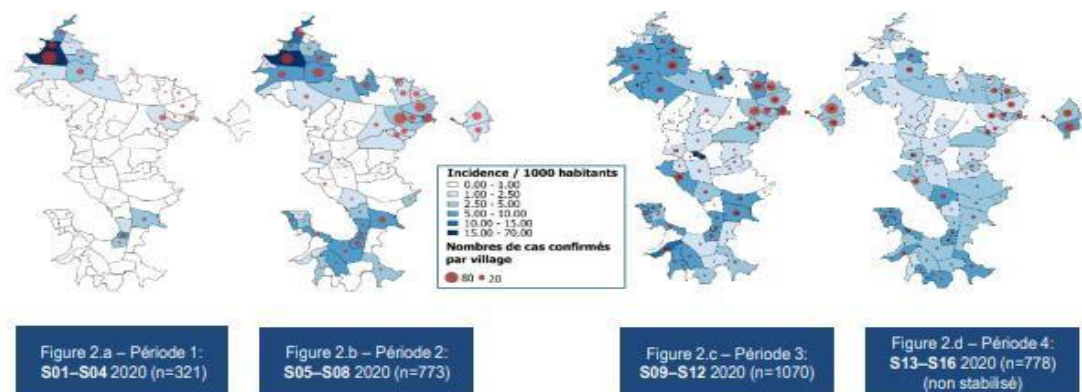 Incidence / 1000 habitants
0.00 - 1.00
1.00 - 2.50
2.50 - 5.00
5.00 - 10.00
10.00 - 15.00
15.00 - 70.00
Nombres de cas confirmés
par village
80 20
Figure 2.a – Période 1:
S01–S04 2020 (n=321)
Figure 2.b – Période 2:
S05–S08 2020 (n=773)
Figure 2.c – Période 3:
S09–S12 2020 (n=1070)
Figure 2.d – Période 4:
S13–S16 2020 (n=778)
(non stabilisé)